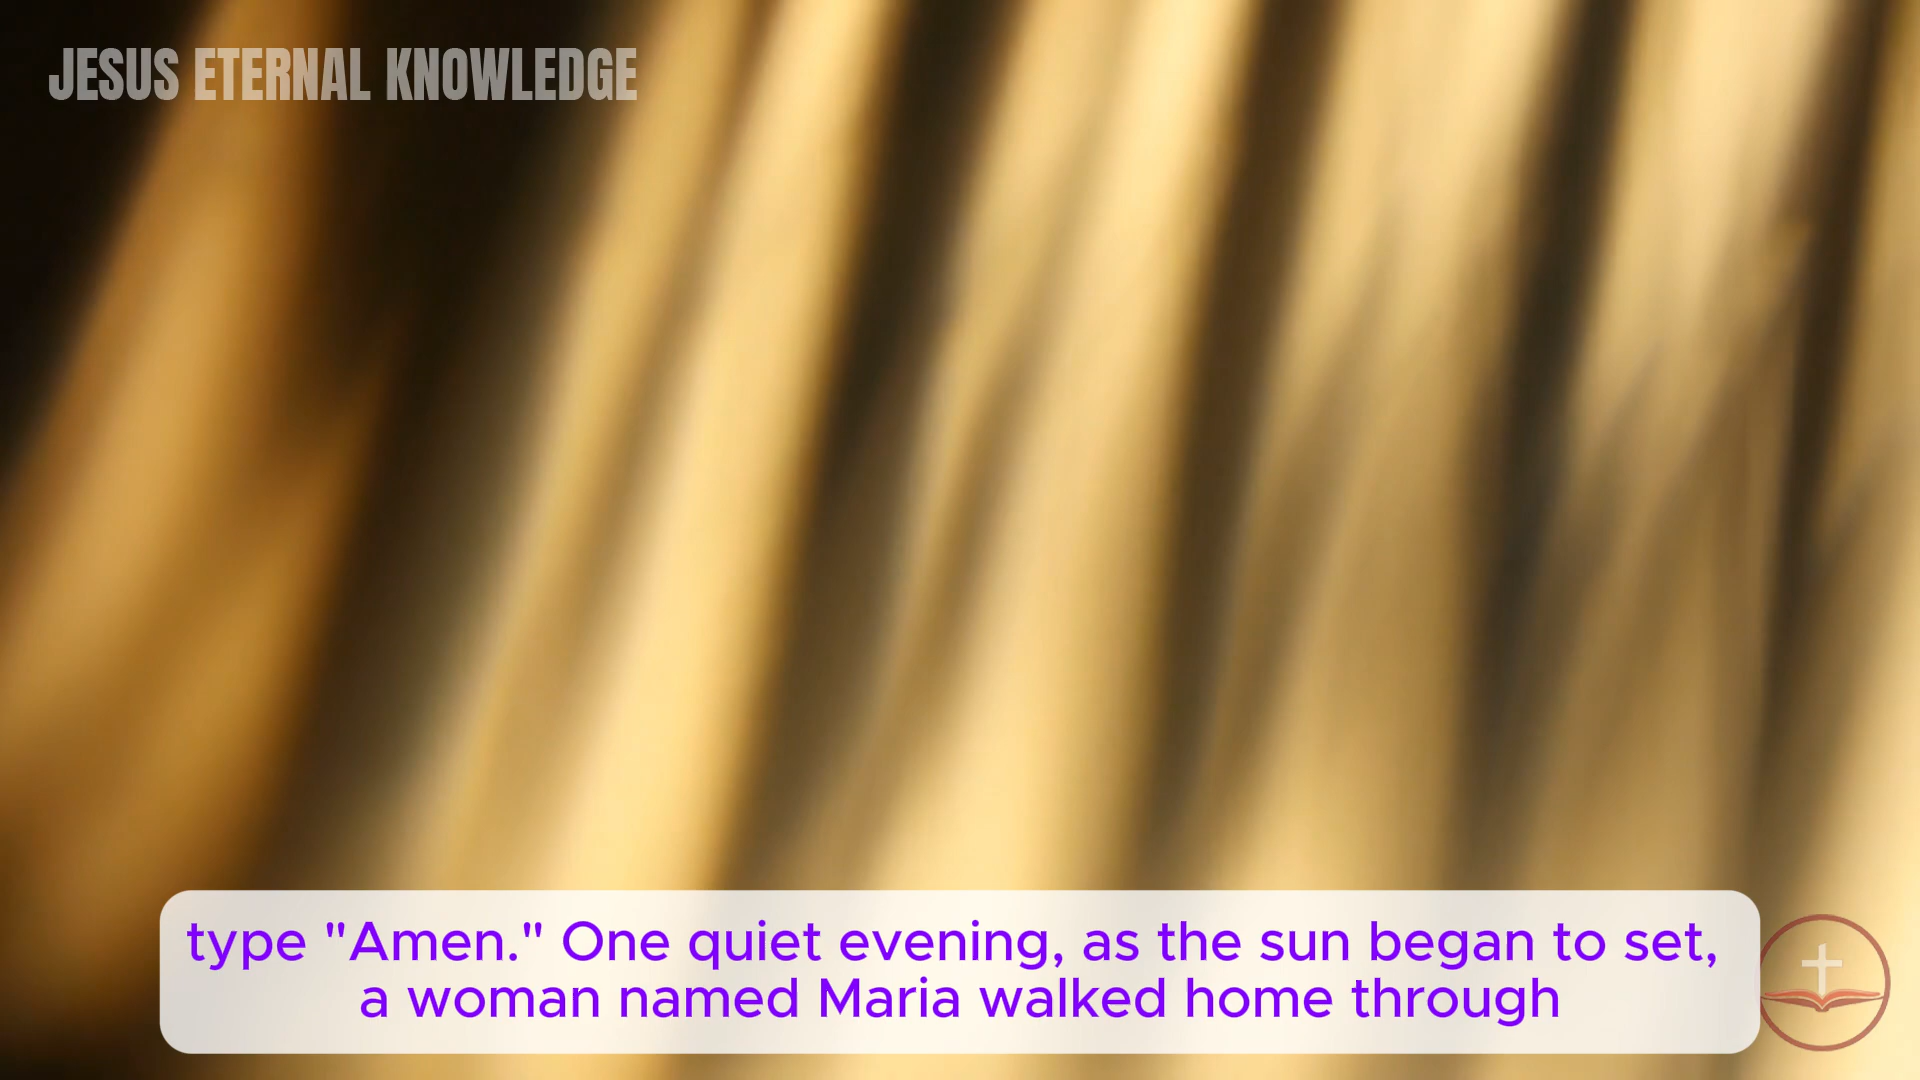 JESUS ETERNAL KNOWLEDGE
type "Amen." One quiet evening, as the sun began to set,
a woman named Maria walked home through